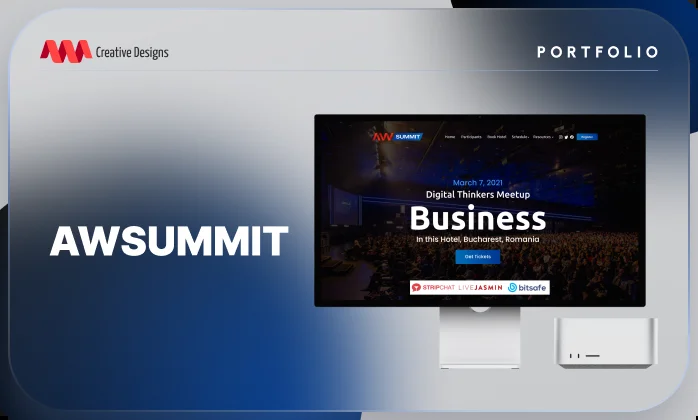 Creative Designs
PORTFOLIO
AW SUMMIT
Home Participants Book Hotel Schedule Resources Register
March 7, 2021
Digital Thinkers Meetup
Business
In this Hotel, Bucharest, Romania
Get Tickets
STRIPCHAT LIVEJASMIN bitsafe
AWSUMMIT